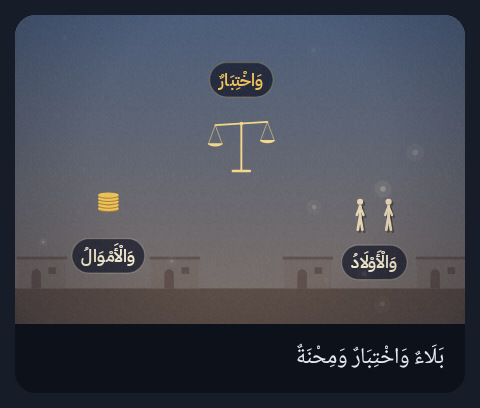 وَاخْتِبَارٌ
وَالْأَمْوَالُ
وَالْأَوْلَادُ
بَلَاءٌ وَاخْتِبَارٌ وَمِحْنَةٌ